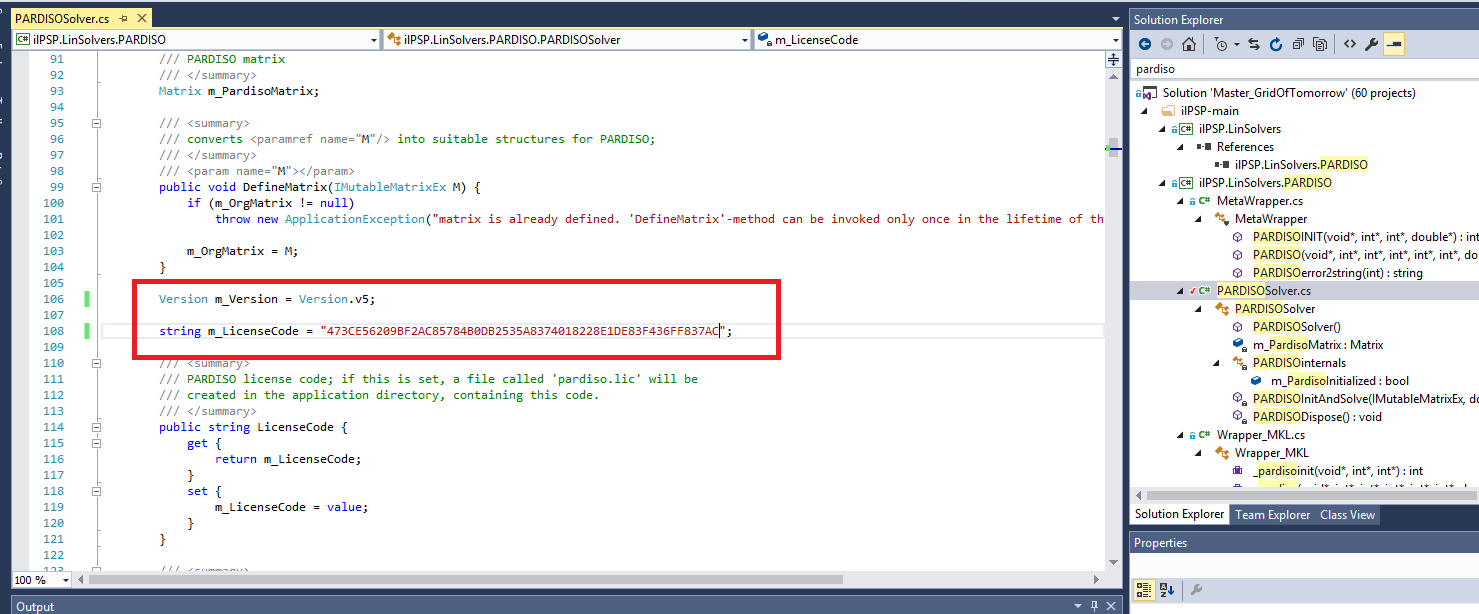 PARDISOSolver.cs
ilPSP.LinSolvers.PARDISO
ilPSP.LinSolvers.PARDISO.PARDISOSolver
m_LicenseCode
91 /// PARDISO matrix
92 /// </summary>
93 Matrix m_PardisoMatrix;
94
95 /// <summary>
96 /// converts <paramref name="M"/> into suitable structures for PARDISO;
97 /// </summary>
98 /// <param name="M"></param>
99 public void DefineMatrix(IMutableMatrixEx M) {
100 if (m_OrgMatrix != null)
101 throw new ApplicationException("matrix is already defined. 'DefineMatrix'-method can be invoked only once in the lifetime of th
102
103 m_OrgMatrix = M;
104 }
105
106 Version m_Version = Version.v5;
107
108 string m_LicenseCode = "473CE56209BF2AC85784B0DB2535A8374018228E1DE83F436FF837AC";
109
110 /// <summary>
111 /// PARDISO license code; if this is set, a file called 'pardiso.lic' will be
112 /// created in the application directory, containing this code.
113 /// </summary>
114 public string LicenseCode {
115 get {
116 return m_LicenseCode;
117 }
118 set {
119 m_LicenseCode = value;
120 }
121 }
122
123 /// <summary>
100 %
Output
Solution Explorer
pardiso
Solution 'Master_GridOfTomorrow' (60 projects)
ilPSP-main
C# ilPSP.LinSolvers
References
ilPSP.LinSolvers.PARDISO
C# ilPSP.LinSolvers.PARDISO
C# MetaWrapper.cs
MetaWrapper
PARDISOINIT(void*, int*, int*, double*) : int
PARDISO(void*, int*, int*, int*, int*, int*, do
PARDISOerror2string(int) : string
C# PARDISOSolver.cs
PARDISOSolver
PARDISOSolver()
m_PardisoMatrix : Matrix
PARDISOinternals
m_PardisoInitialized : bool
PARDISOInitAndSolve(IMutableMatrixEx, do
PARDISODispose() : void
C# Wrapper_MKL.cs
Wrapper_MKL
_pardisoinit(void*, int*, int*) : int
Solution Explorer
Team Explorer
Class View
Properties